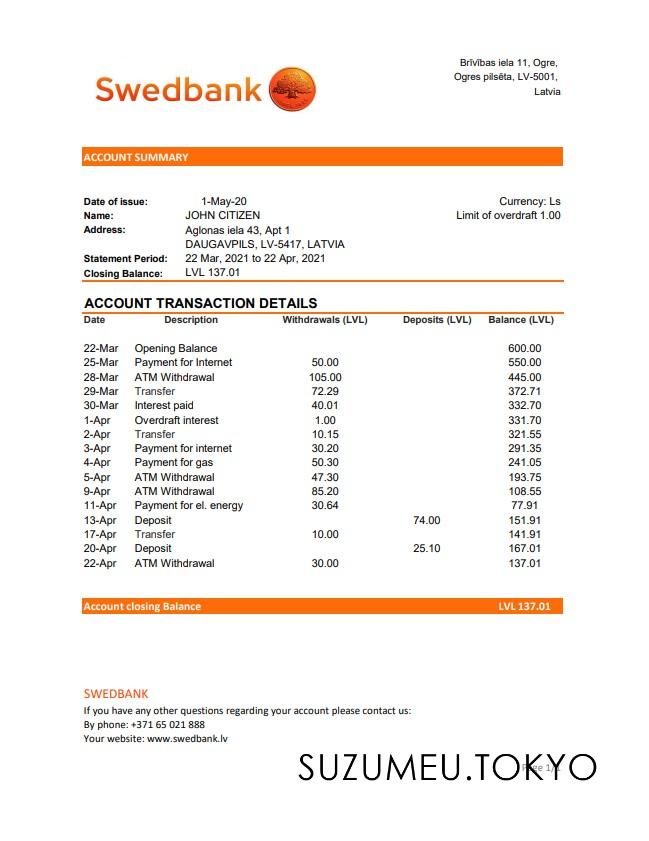 Swedbank
Brīvības iela 11, Ogre,
Ogres pilsēta, LV-5001,
Latvia
ACCOUNT SUMMARY
Date of issue: 1-May-20 Currency: Ls
Name: JOHN CITIZEN Limit of overdraft 1.00
Address: Aglonas iela 43, Apt 1
DAUGAVPILS, LV-5417, LATVIA
Statement Period: 22 Mar, 2021 to 22 Apr, 2021
Closing Balance: LVL 137.01
ACCOUNT TRANSACTION DETAILS
Date Description Withdrawals (LVL) Deposits (LVL) Balance (LVL)
22-Mar Opening Balance 600.00
25-Mar Payment for Internet 50.00 550.00
28-Mar ATM Withdrawal 105.00 445.00
29-Mar Transfer 72.29 372.71
30-Mar Interest paid 40.01 332.70
1-Apr Overdraft interest 1.00 331.70
2-Apr Transfer 10.15 321.55
3-Apr Payment for internet 30.20 291.35
4-Apr Payment for gas 50.30 241.05
5-Apr ATM Withdrawal 47.30 193.75
9-Apr ATM Withdrawal 85.20 108.55
11-Apr Payment for el. energy 30.64 77.91
13-Apr Deposit 74.00 151.91
17-Apr Transfer 10.00 141.91
20-Apr Deposit 25.10 167.01
22-Apr ATM Withdrawal 30.00 137.01
Account closing Balance LVL 137.01
SWEDBANK
If you have any other questions regarding your account please contact us:
By phone: +371 65 021 888
Your website: www.swedbank.lv
SUZUMEU.TOKYO